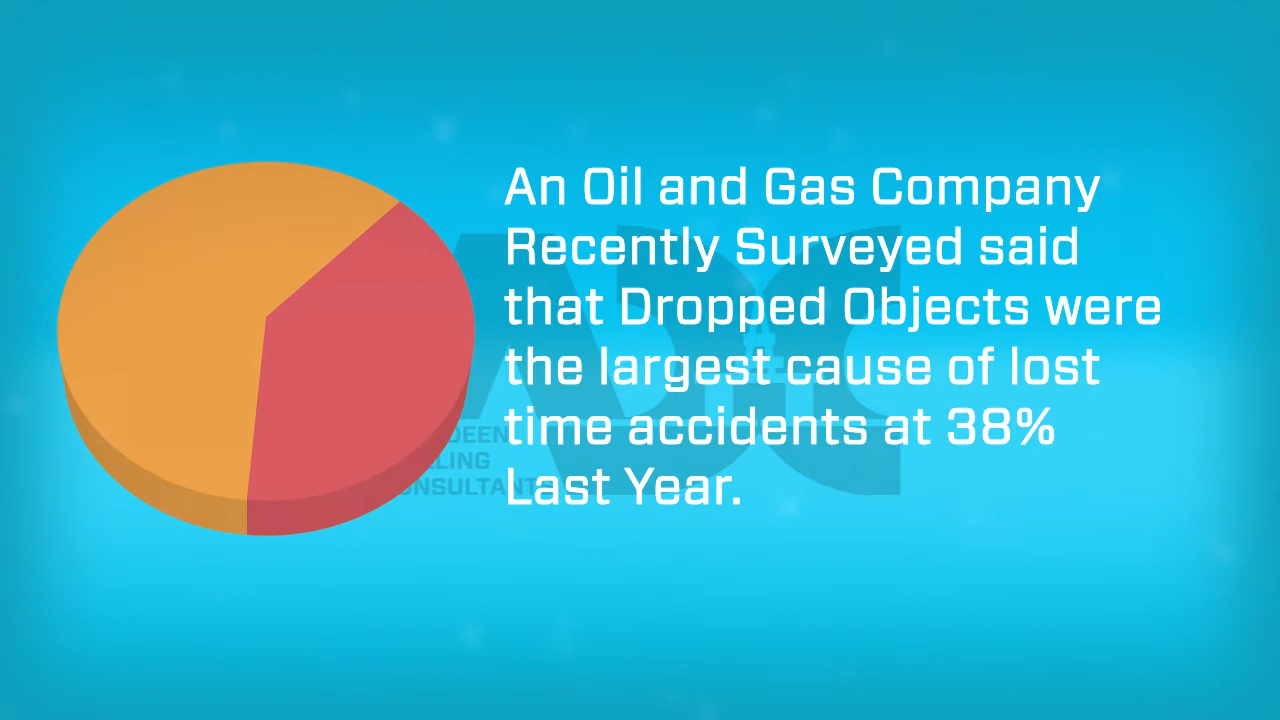 An Oil and Gas Company
Recently Surveyed said
that Dropped Objects were
the largest cause of lost
time accidents at 38%
Last Year.